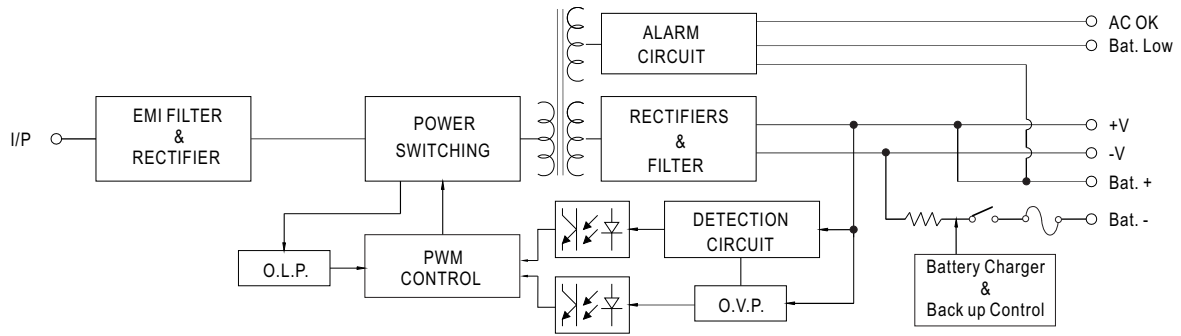 AC OK
ALARM
CIRCUIT
Bat. Low
EMI FILTER
&
RECTIFIER
POWER
SWITCHING
RECTIFIERS
&
FILTER
I/P
+V
-V
Bat. +
Bat. -
DETECTION
CIRCUIT
PWM
CONTROL
O.L.P.
O.V.P.
Battery Charger
&
Back up Control